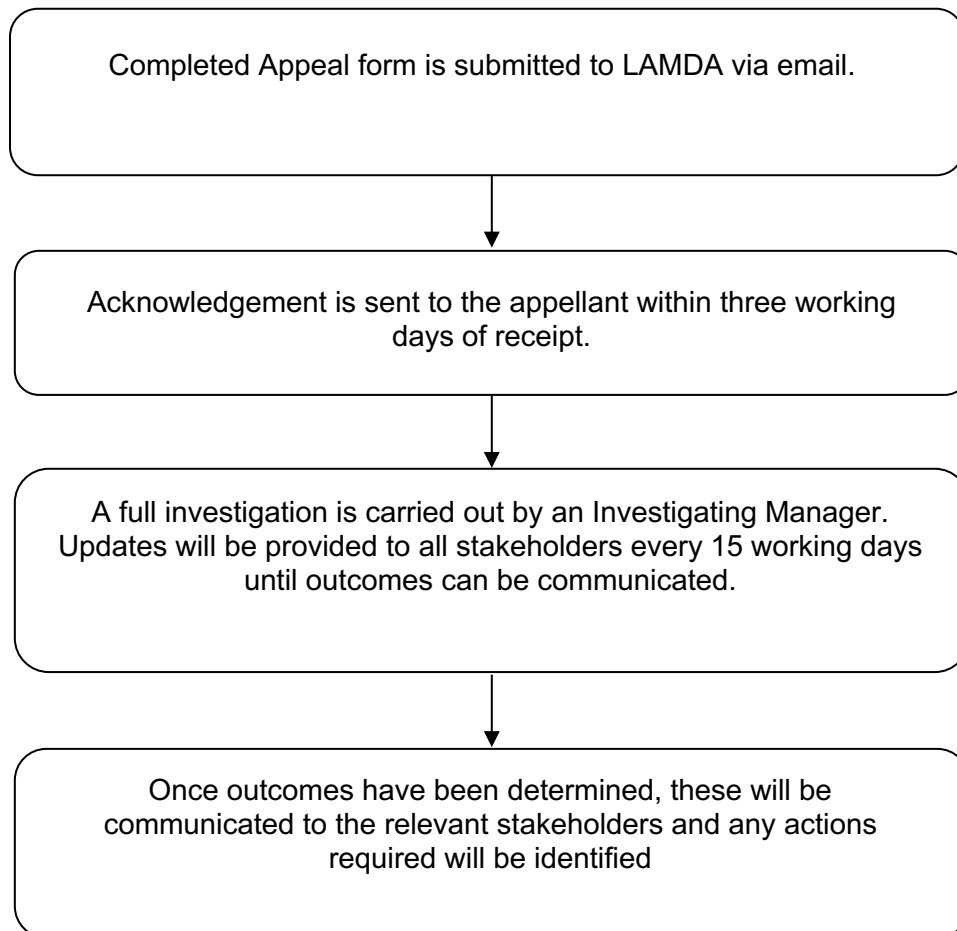 Completed Appeal form is submitted to LAMDA via email.
Acknowledgement is sent to the appellant within three working
days of receipt.
A full investigation is carried out by an Investigating Manager.
Updates will be provided to all stakeholders every 15 working days
until outcomes can be communicated.
Once outcomes have been determined, these will be
communicated to the relevant stakeholders and any actions
required will be identified